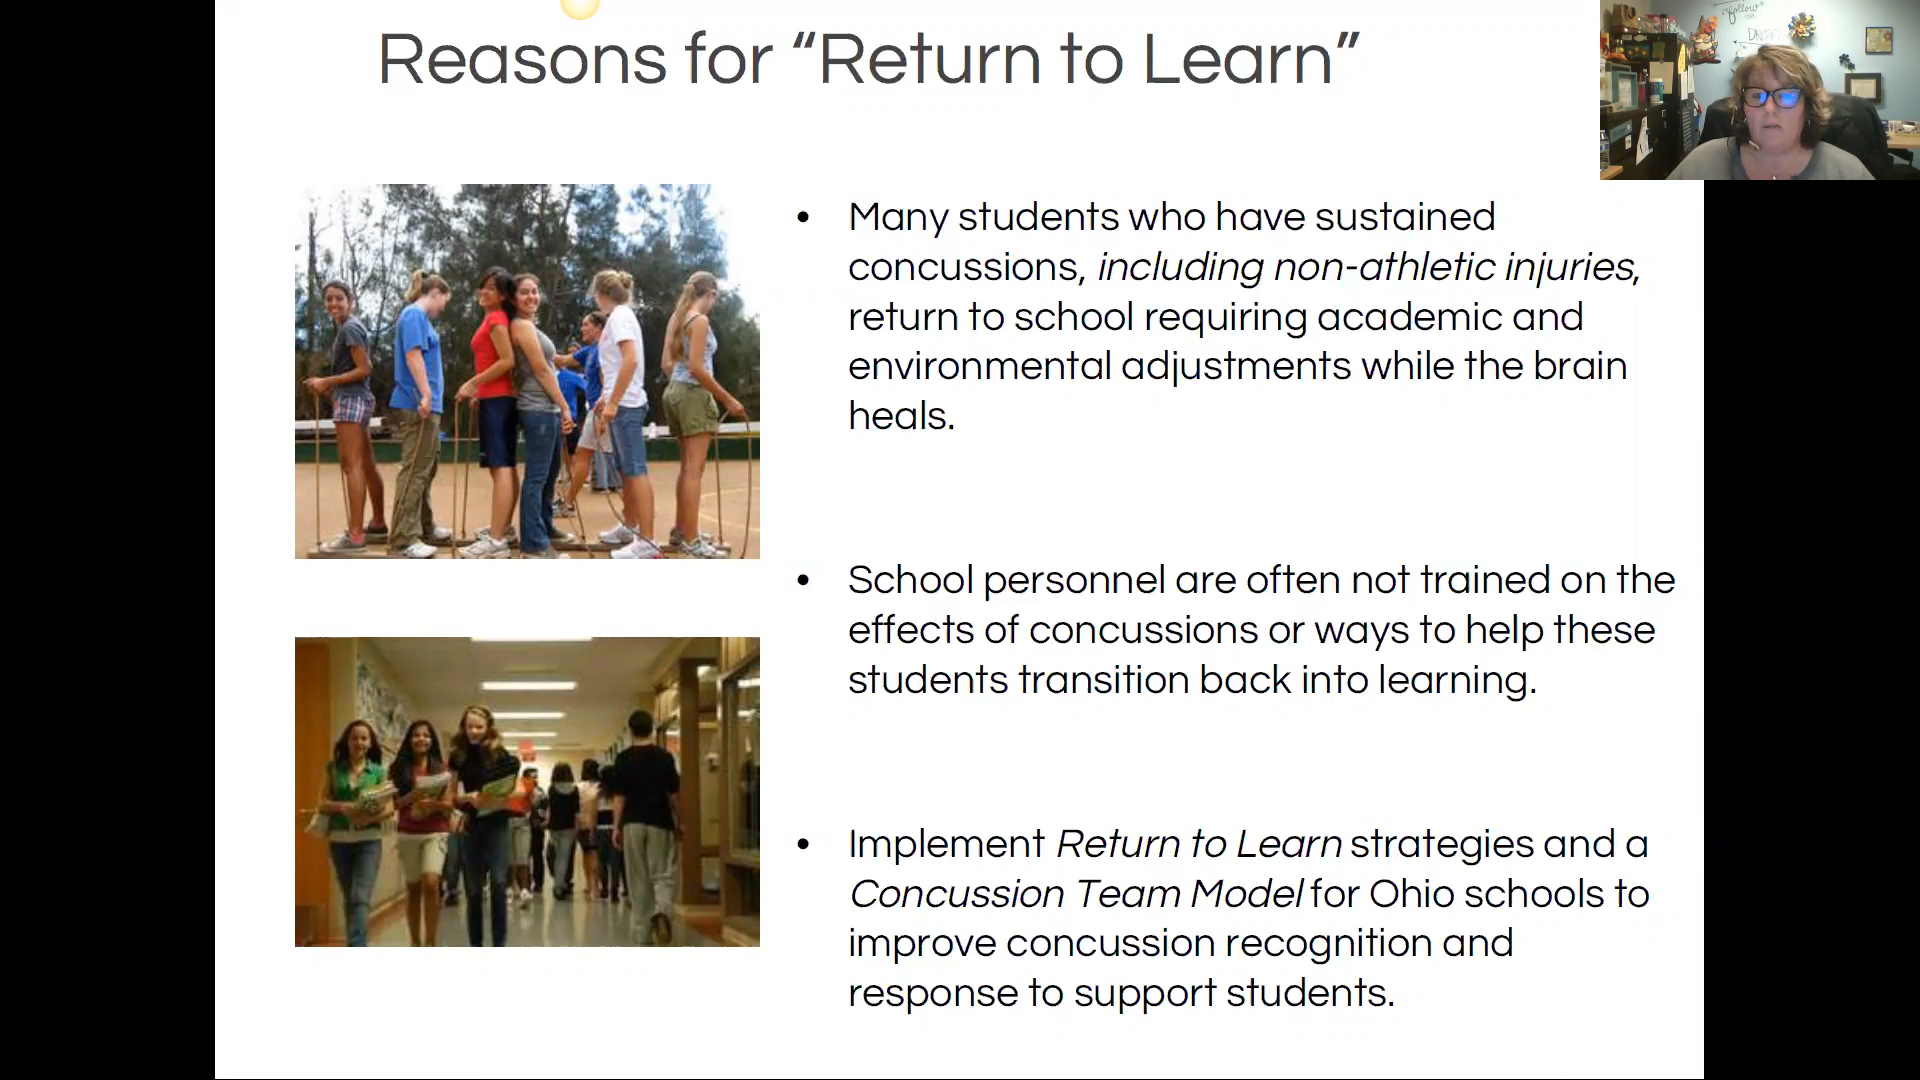 Reasons for “Return to Learn”
follow
• Many students who have sustained
concussions, including non-athletic injuries,
return to school requiring academic and
environmental adjustments while the brain
heals.
• School personnel are often not trained on the
effects of concussions or ways to help these
students transition back into learning.
• Implement Return to Learn strategies and a
Concussion Team Model for Ohio schools to
improve concussion recognition and
response to support students.